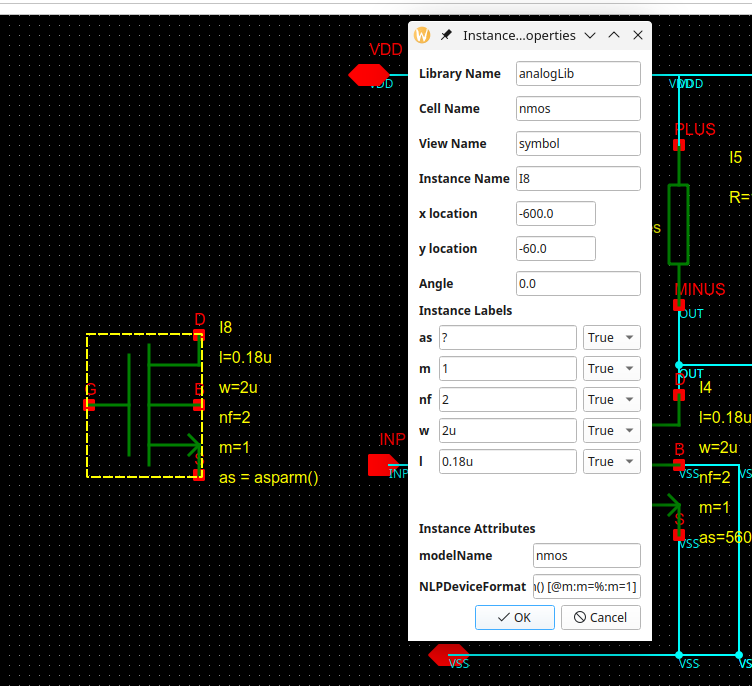 Instance...operties
VDD
VDD
Library Name analogLib
Cell Name nmos
View Name symbol
Instance Name I8
x location -600.0
y location -60.0
Angle 0.0
Instance Labels
as ? True
m 1 True
nf 2 True
w 2u True
l 0.18u True
Instance Attributes
modelName nmos
NLPDeviceFormat () [@m:m=%:m=1]
OK Cancel
D
I8
l=0.18u
G
w=2u
B
nf=2
m=1
as = asparm()
INP
INP
VDD
PLUS
I5
R=
s
MINUS
OUT
OUT
D
I4
l=0.18u
B
w=2u
VSS
nf=2
S
m=1
VSS
as=560
VSS
VSS